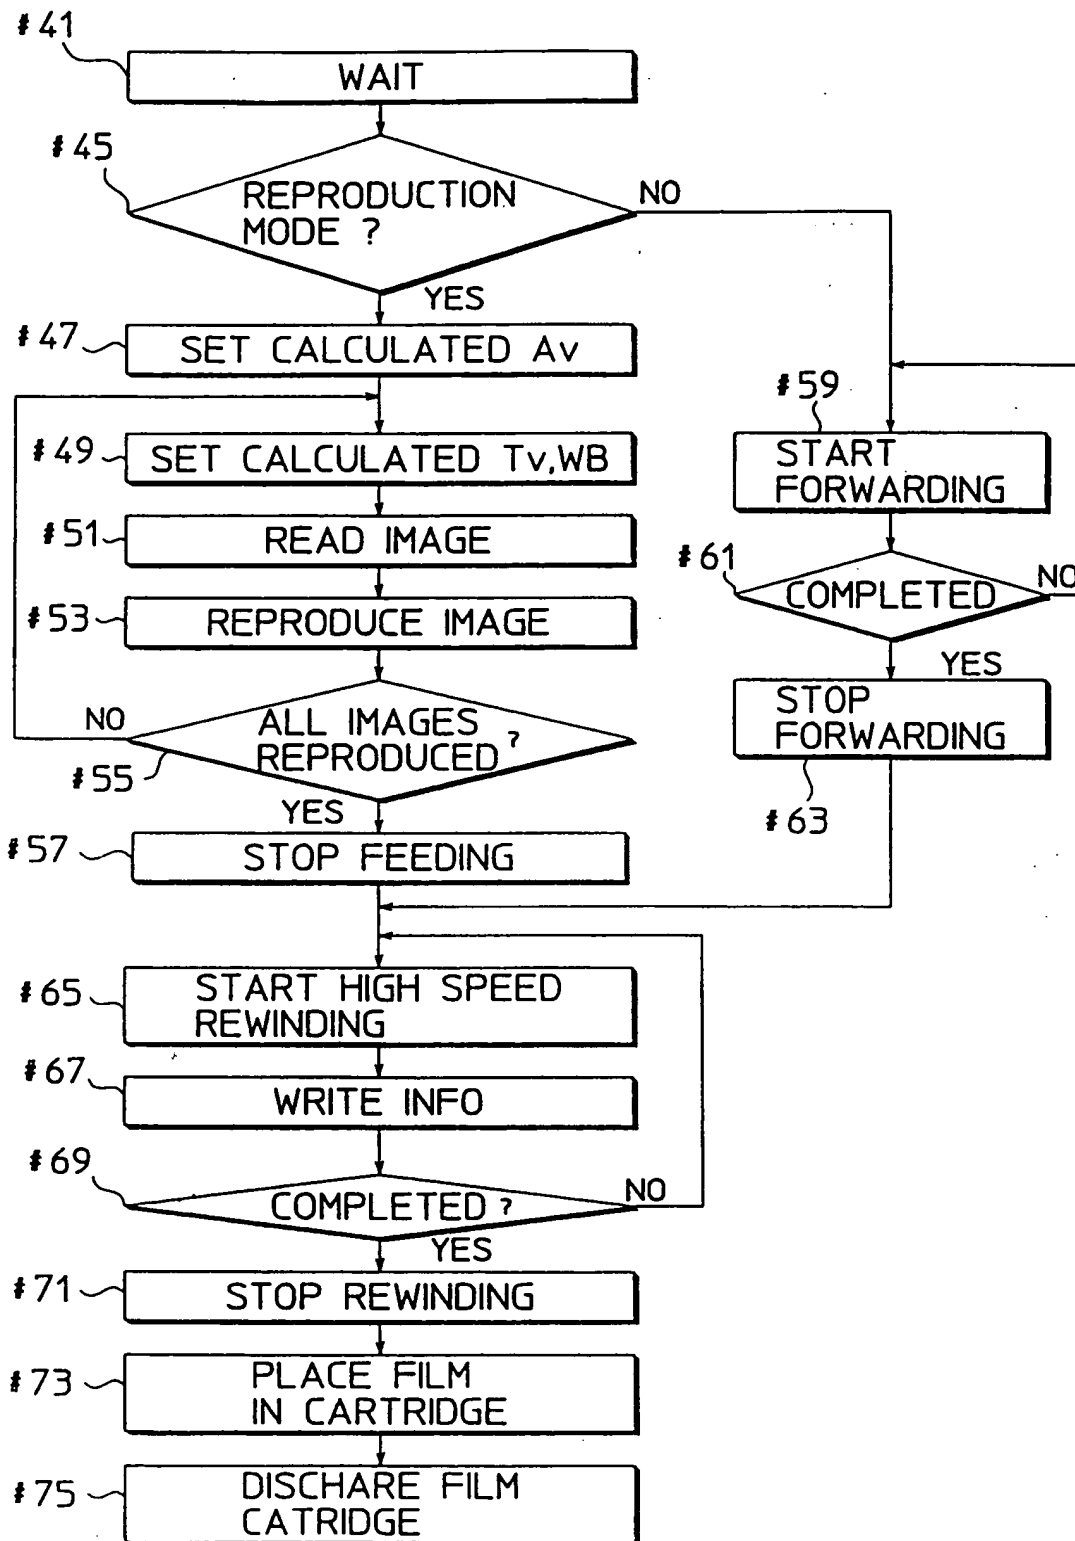 #41
WAIT
#45
REPRODUCTION
MODE ?
NO
YES
#47
SET CALCULATED Av
#49
SET CALCULATED Tv,WB
#51
READ IMAGE
#53
REPRODUCE IMAGE
NO
ALL IMAGES
REPRODUCED ?
#55
YES
#57
STOP FEEDING
#59
START
FORWARDING
#61
COMPLETED
NO
YES
STOP
FORWARDING
#63
#65
START HIGH SPEED
REWINDING
#67
WRITE INFO
#69
COMPLETED ?
NO
YES
#71
STOP REWINDING
#73
PLACE FILM
IN CARTRIDGE
#75
DISCHARE FILM
CATRIDGE